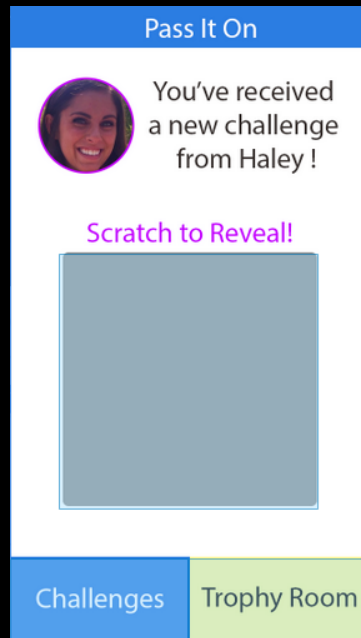 Pass It On
You’ve received
a new challenge
from Haley !
Scratch to Reveal!
Challenges
Trophy Room